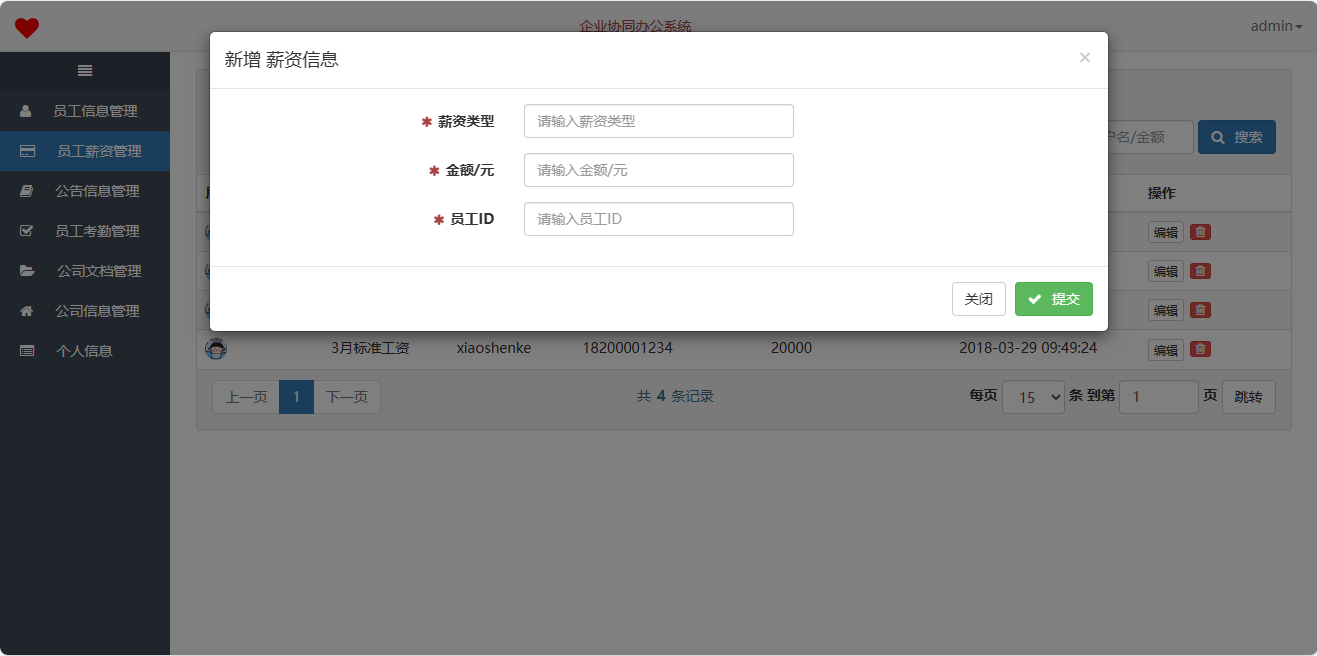 企业协同办公系统
admin
新增 薪资信息
×
员工信息管理
员工薪资管理
公告信息管理
员工考勤管理
公司文档管理
公司信息管理
个人信息
* 薪资类型 请输入薪资类型
* 金额/元 请输入金额/元
* 员工ID 请输入员工ID
关闭 提交
户名/金额 搜索
操作
编辑
编辑
编辑
3月标准工资 xiaoshenke 18200001234 20000 2018-03-29 09:49:24 编辑
上一页 1 下一页 共 4 条记录 每页 15 条 到第 1 页 跳转